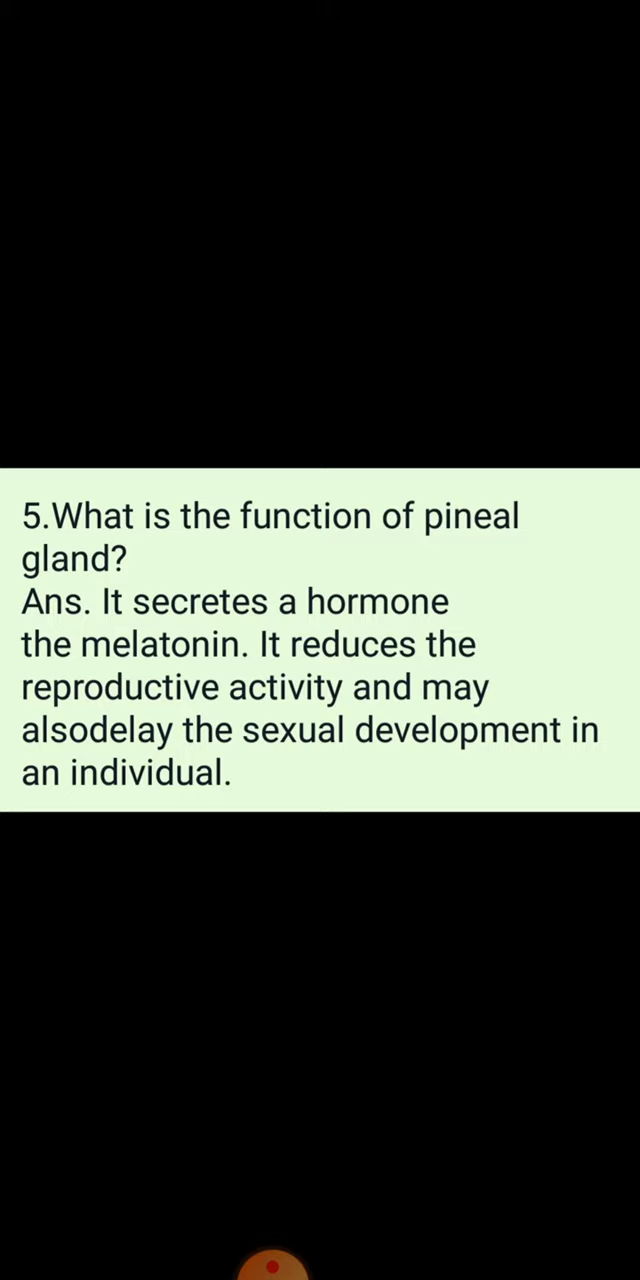 5.What is the function of pineal
gland?
Ans. It secretes a hormone
the melatonin. It reduces the
reproductive activity and may
alsodelay the sexual development in
an individual.